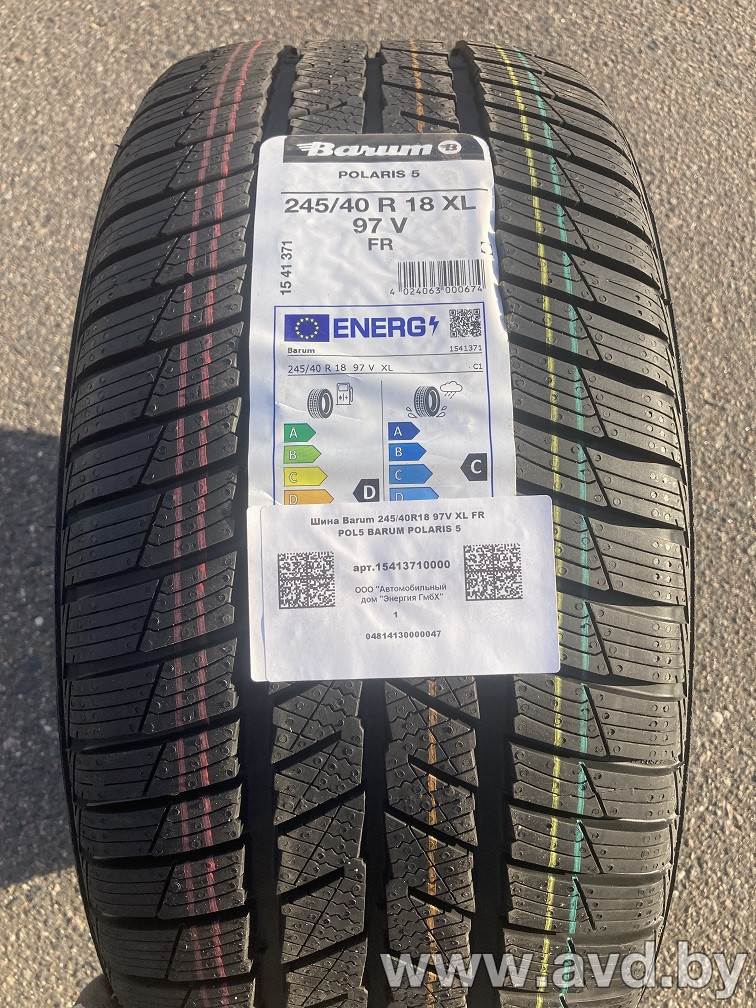 Barum B
POLARIS 5
245/40 R 18 XL
97 V
FR
15 41 371
4 024063 000674
ENERG
Barum 1541371
245/40 R 18 97 V XL C1
A
B
C
D
D
A
B
C
D
C
Шина Barum 245/40R18 97V XL FR
POL5 BARUM POLARIS 5
арт.15413710000
ООО "Автомобильный
дом "Энергия ГмбХ"
1
04814130000047
www.avd.by